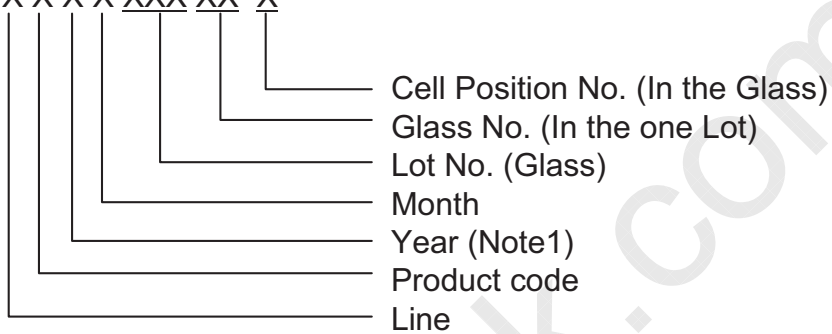 X X X X XXX XX X
Cell Position No. (In the Glass)
Glass No. (In the one Lot)
Lot No. (Glass)
Month
Year (Note1)
Product code
Line